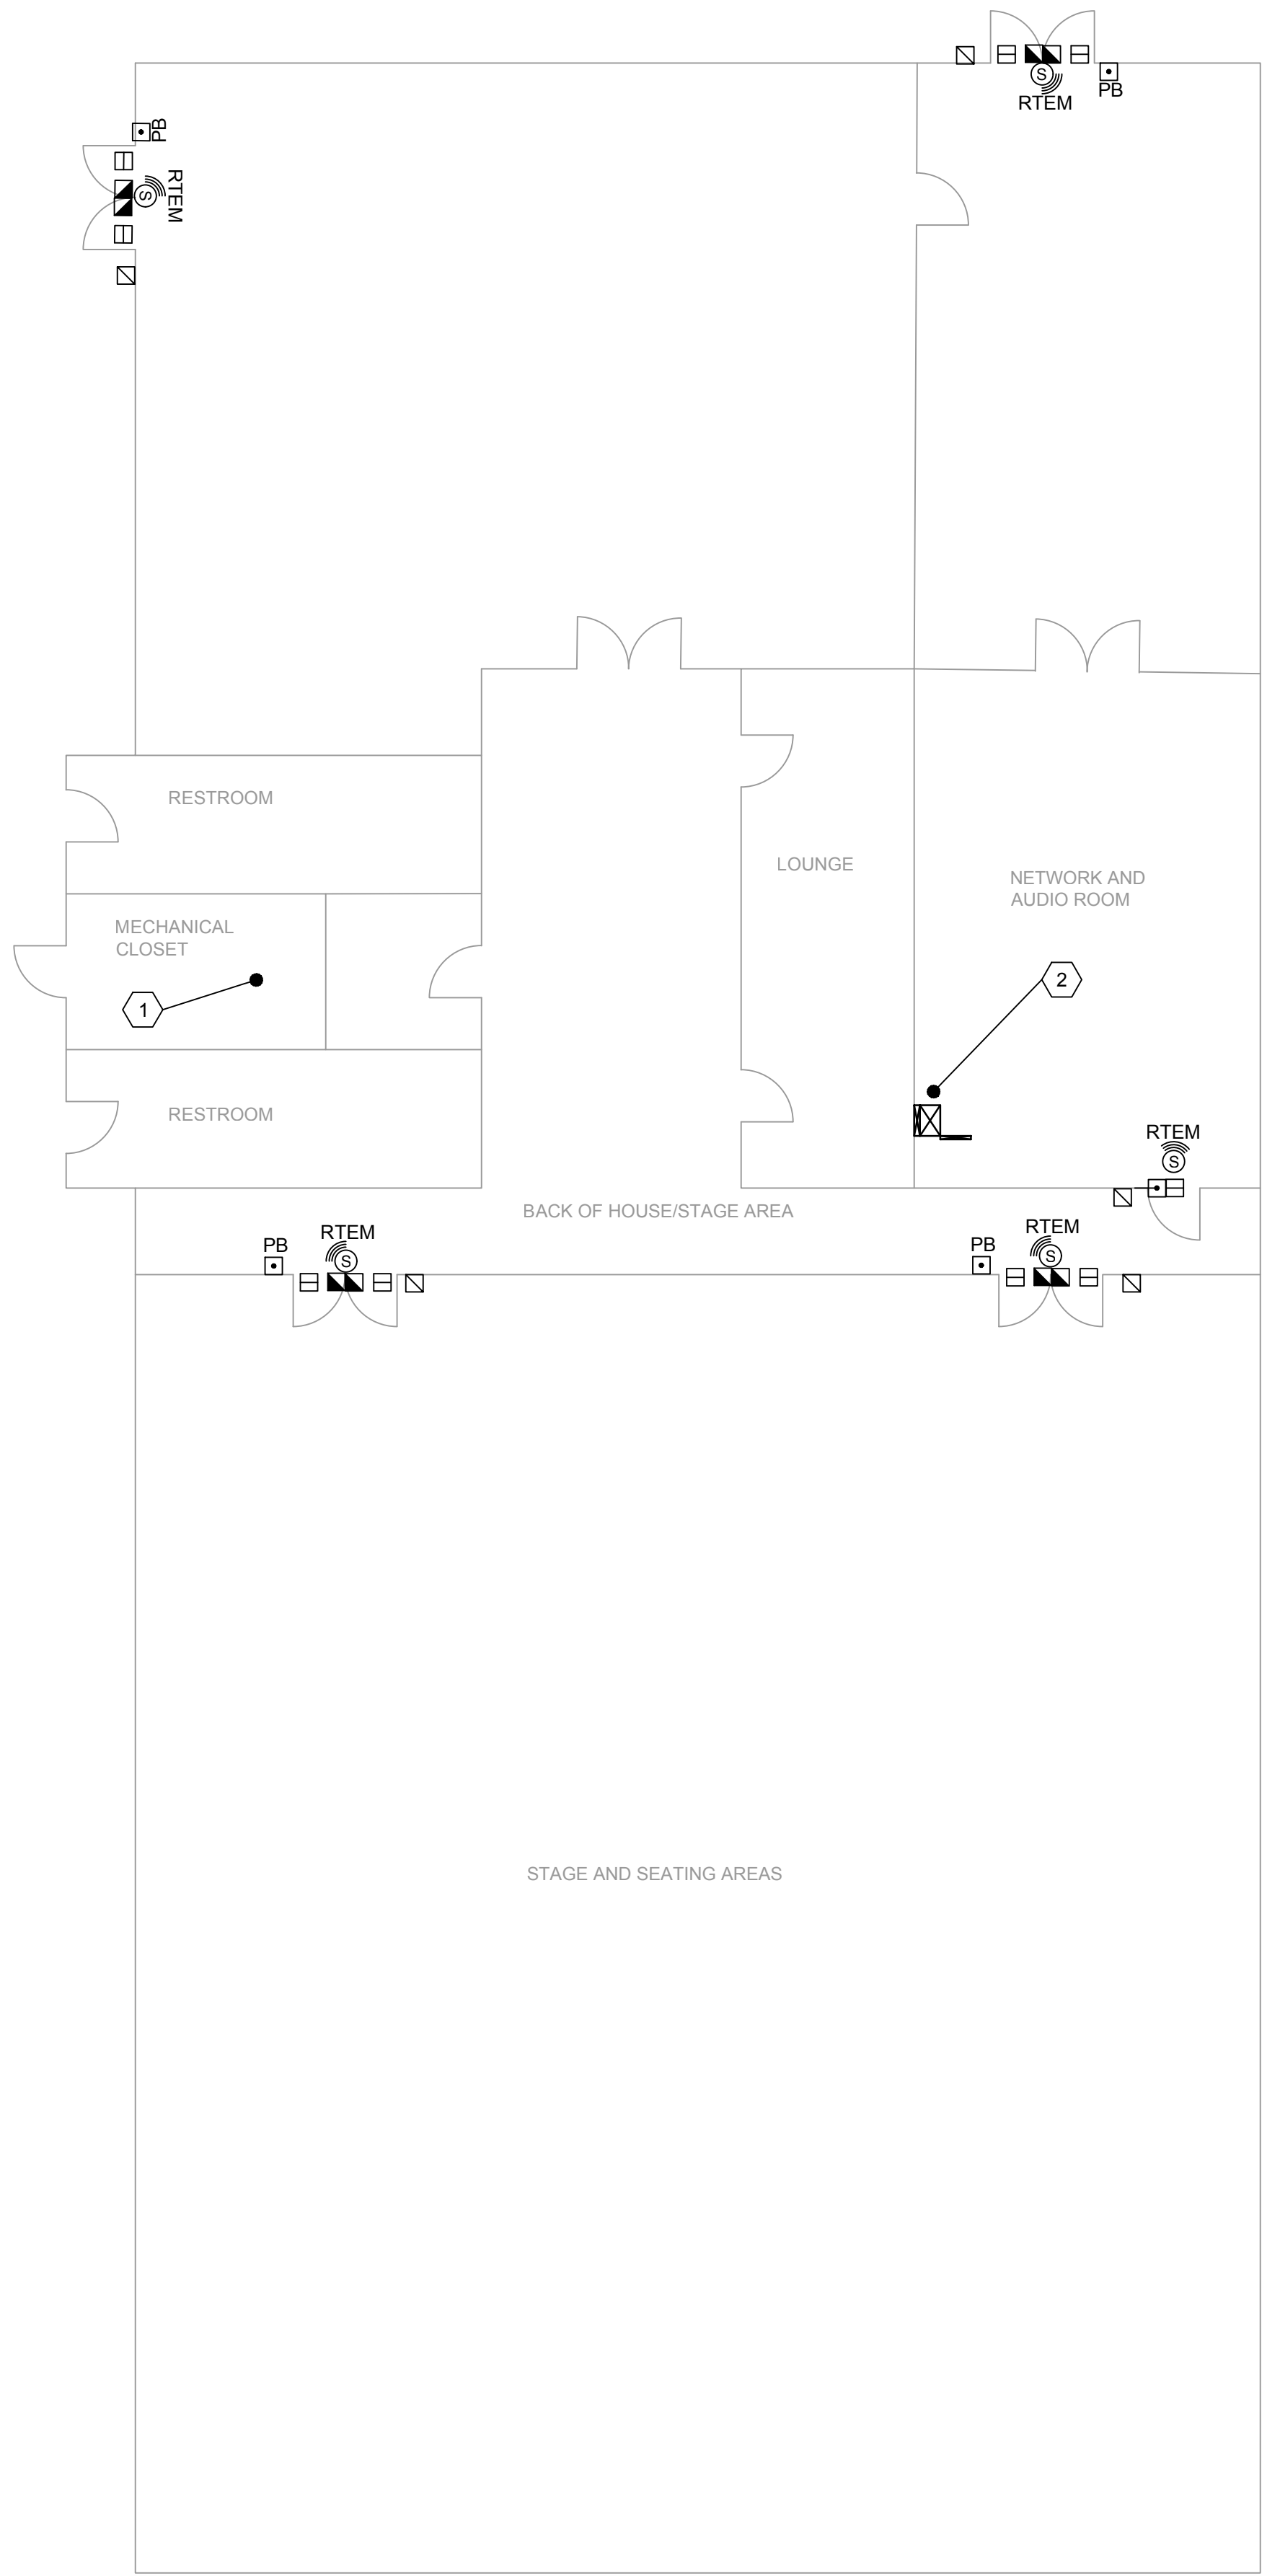 S
RTEM
PB
PB
S
RTEM
RESTROOM
LOUNGE
NETWORK AND
AUDIO ROOM
MECHANICAL
CLOSET
1
2
RESTROOM
RTEM
S
BACK OF HOUSE/STAGE AREA
PB
RTEM
S
PB
RTEM
S
STAGE AND SEATING AREAS